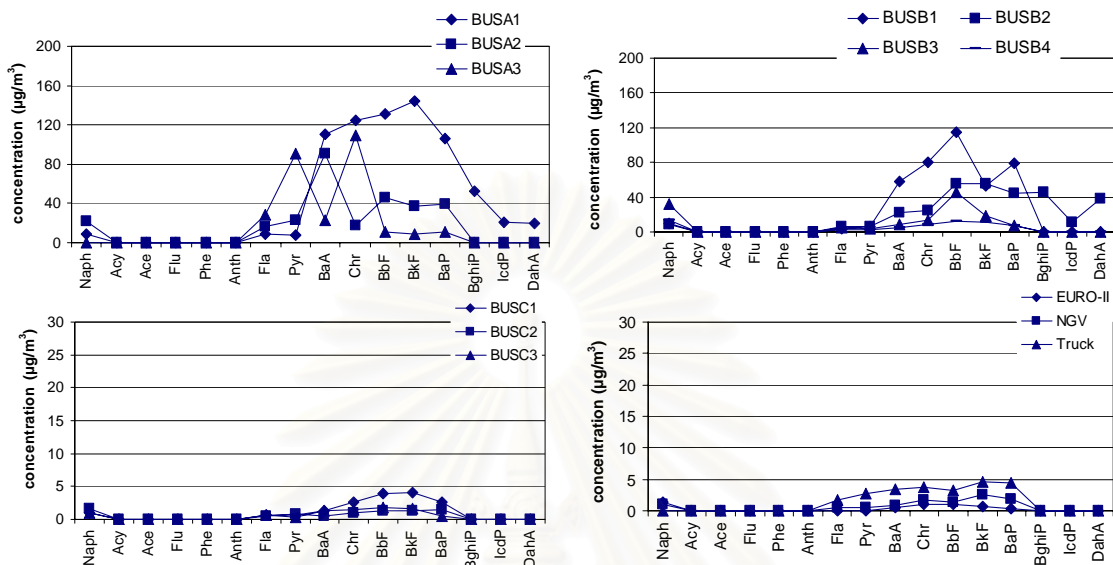 BUSA1
BUSA2
BUSA3
concentration (µg/m³)
200
160
120
80
40
0
Naph
Acy
Ace
Flu
Phe
Anth
Fla
Pyr
BaA
Chr
BbF
BkF
BaP
BghiP
IcdP
DahA
BUSB1
BUSB2
BUSB3
BUSB4
concentration (µg/m³)
200
160
120
80
40
0
Naph
Acy
Ace
Flu
Phe
Anth
Fla
Pyr
BaA
Chr
BbF
BkF
BaP
BghiP
IcdP
DahA
BUSC1
BUSC2
BUSC3
concentration (µg/m³)
30
25
20
15
10
5
0
Naph
Acy
Ace
Flu
Phe
Anth
Fla
Pyr
BaA
Chr
BbF
BkF
BaP
BghiP
IcdP
DahA
EURO-II
NGV
Truck
concentration (µg/m³)
30
25
20
15
10
5
0
Naph
Acy
Ace
Flu
Phe
Anth
Fla
Pyr
BaA
Chr
BbF
BkF
BaP
BghiP
IcdP
DahA